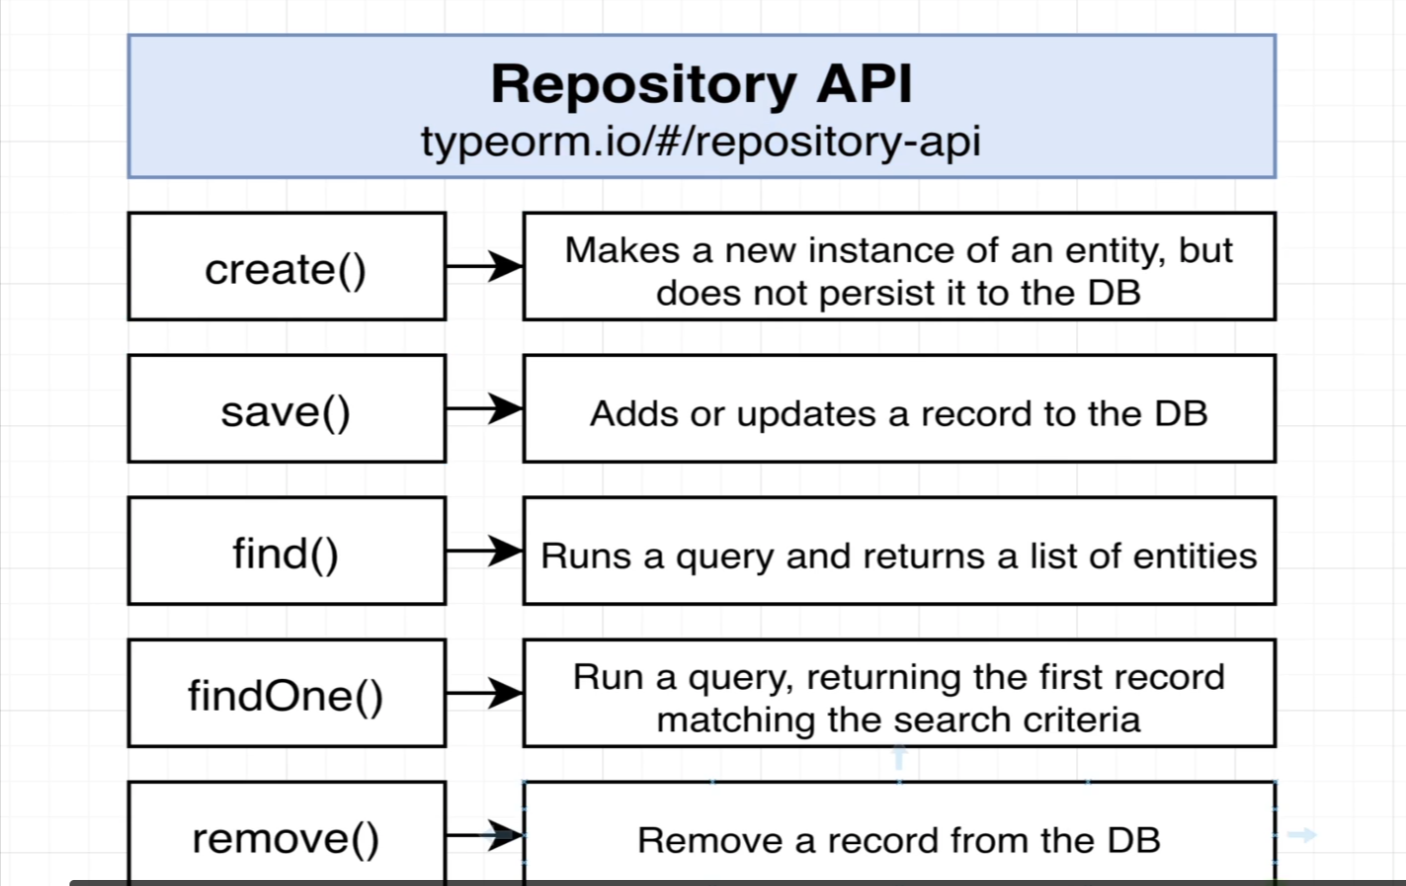 Repository API
typeorm.io/#/repository-api
create()
Makes a new instance of an entity, but
does not persist it to the DB
save()
Adds or updates a record to the DB
find()
Runs a query and returns a list of entities
findOne()
Run a query, returning the first record
matching the search criteria
remove()
Remove a record from the DB